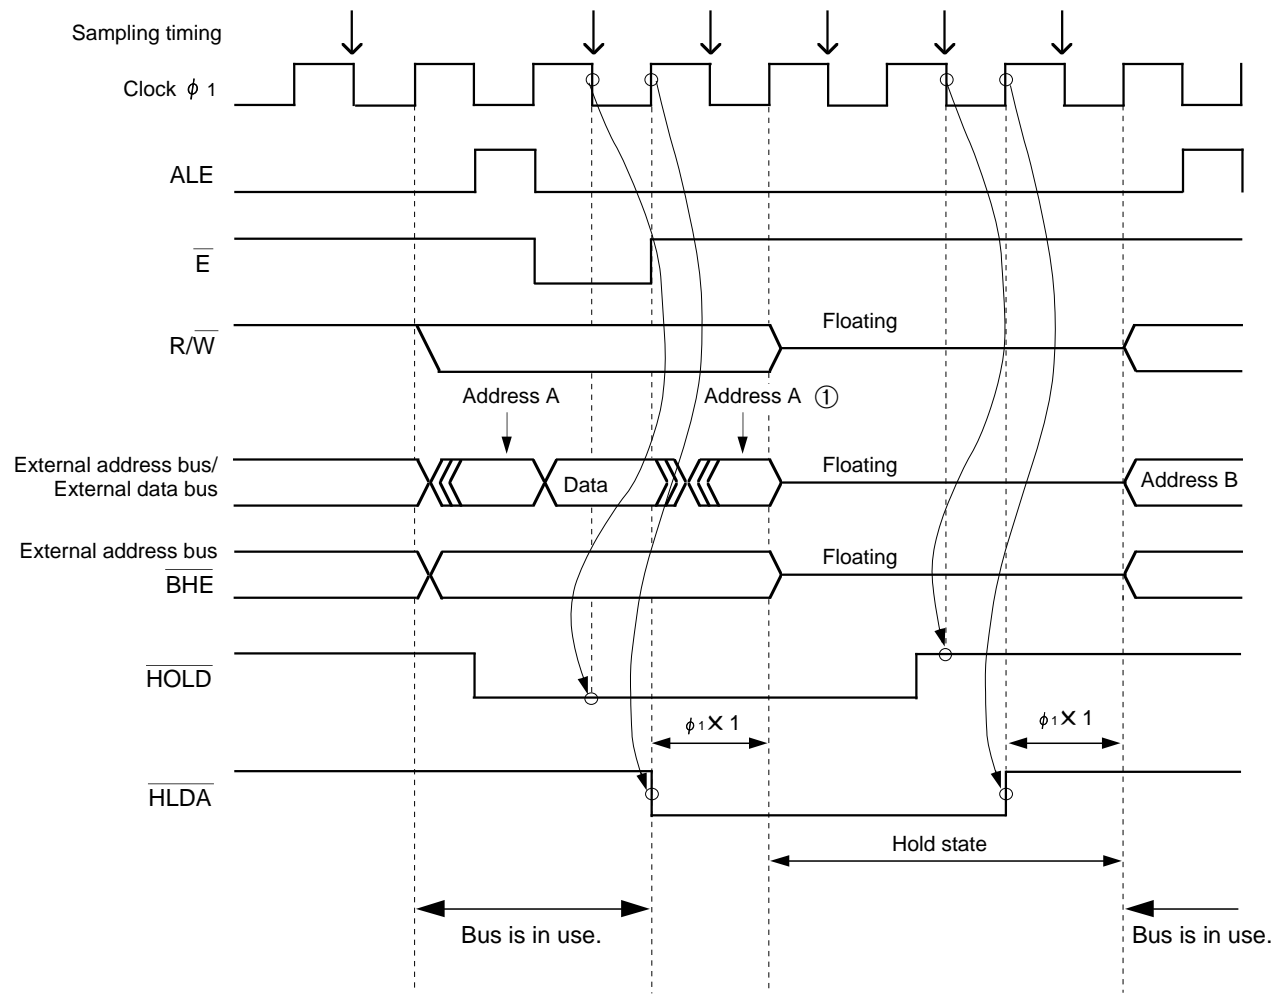 Sampling timing
Clock ϕ 1
ALE
E
R/W
Floating
Address A
Address A ①
External address bus/
External data bus
Data
Floating
Address B
External address bus
BHE
Floating
HOLD
ϕ1 X 1
ϕ1 X 1
HLDA
Hold state
Bus is in use.
Bus is in use.